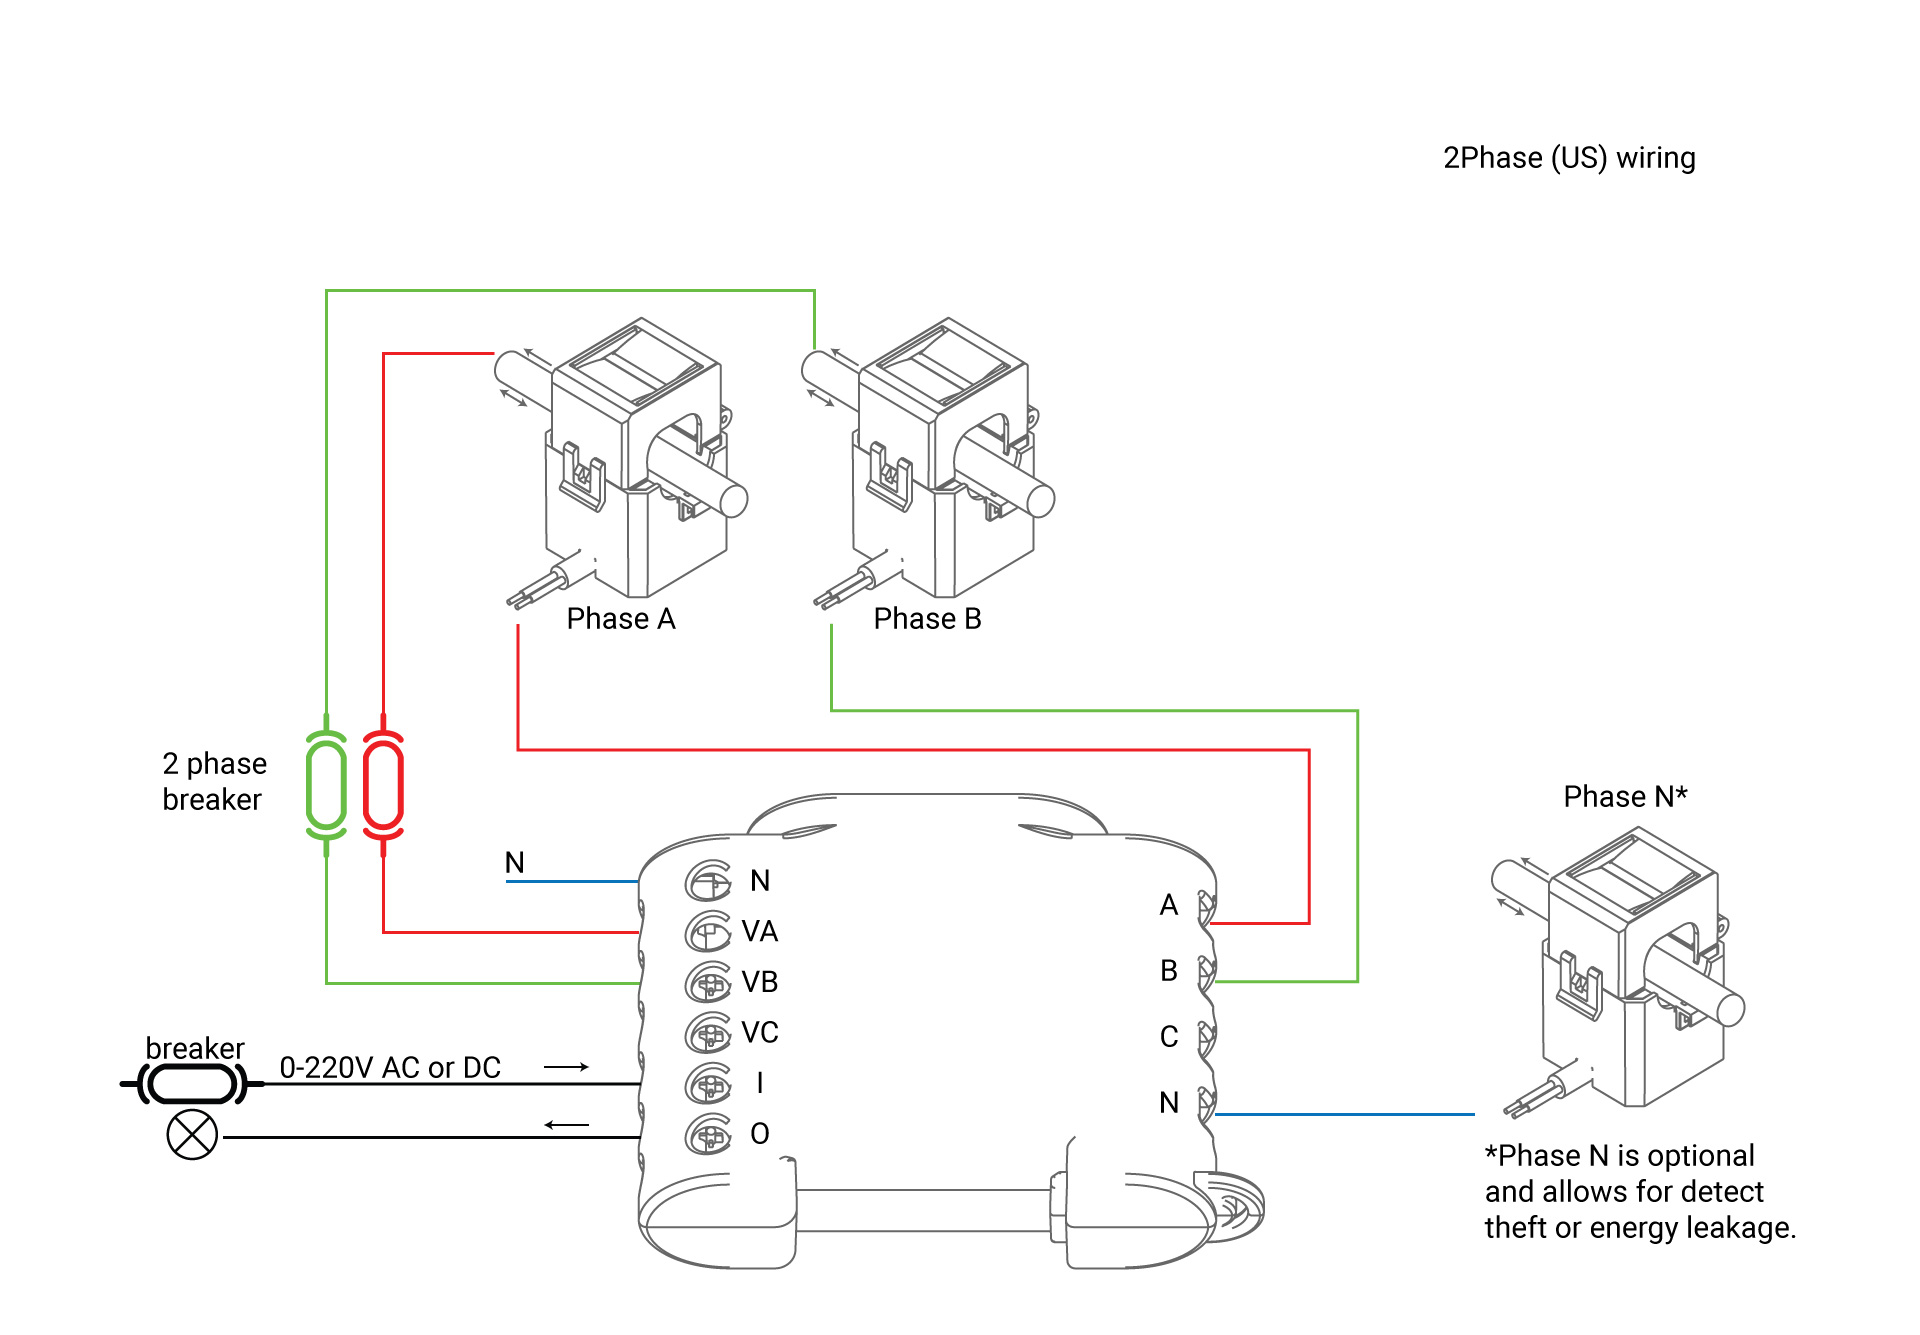 2Phase (US) wiring
Phase A
Phase B
2 phase
breaker
Phase N*
N
N
VA
VB
VC
I
O
A
B
C
N
breaker
0-220V AC or DC
*Phase N is optional
and allows for detect
theft or energy leakage.